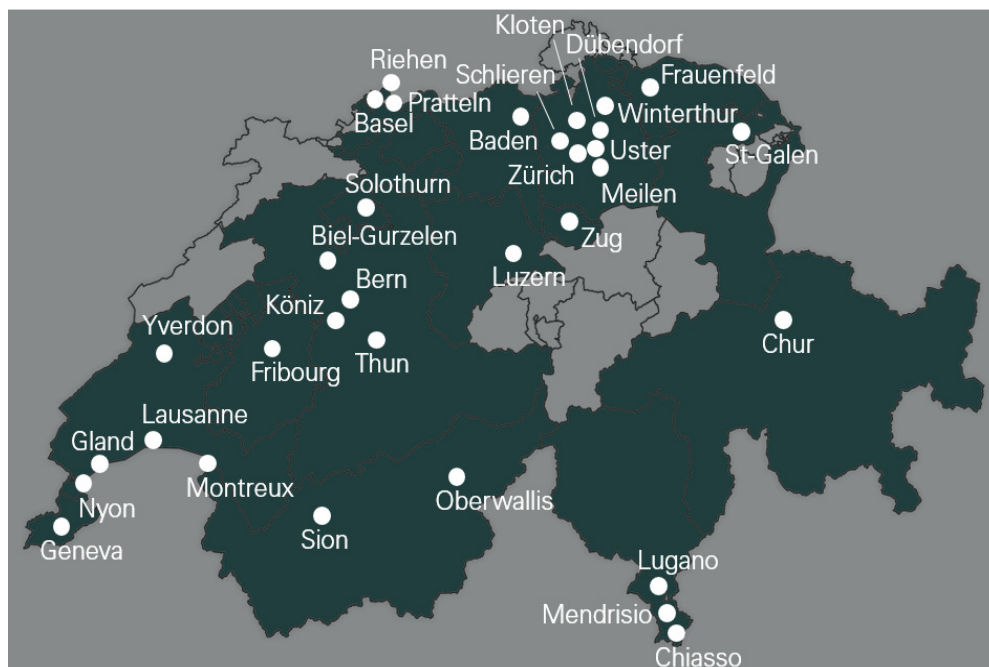 Kloten
Dübendorf
Riehen
Schlieren
Frauenfeld
Pratteln
Basel
Baden
Winterthur
Uster
St-Galen
Zürich
Meilen
Solothurn
Biel-Gurzelen
Zug
Luzern
Bern
Köniz
Yverdon
Chur
Fribourg
Thun
Lausanne
Gland
Montreux
Nyon
Oberwallis
Geneva
Sion
Lugano
Mendrisio
Chiasso